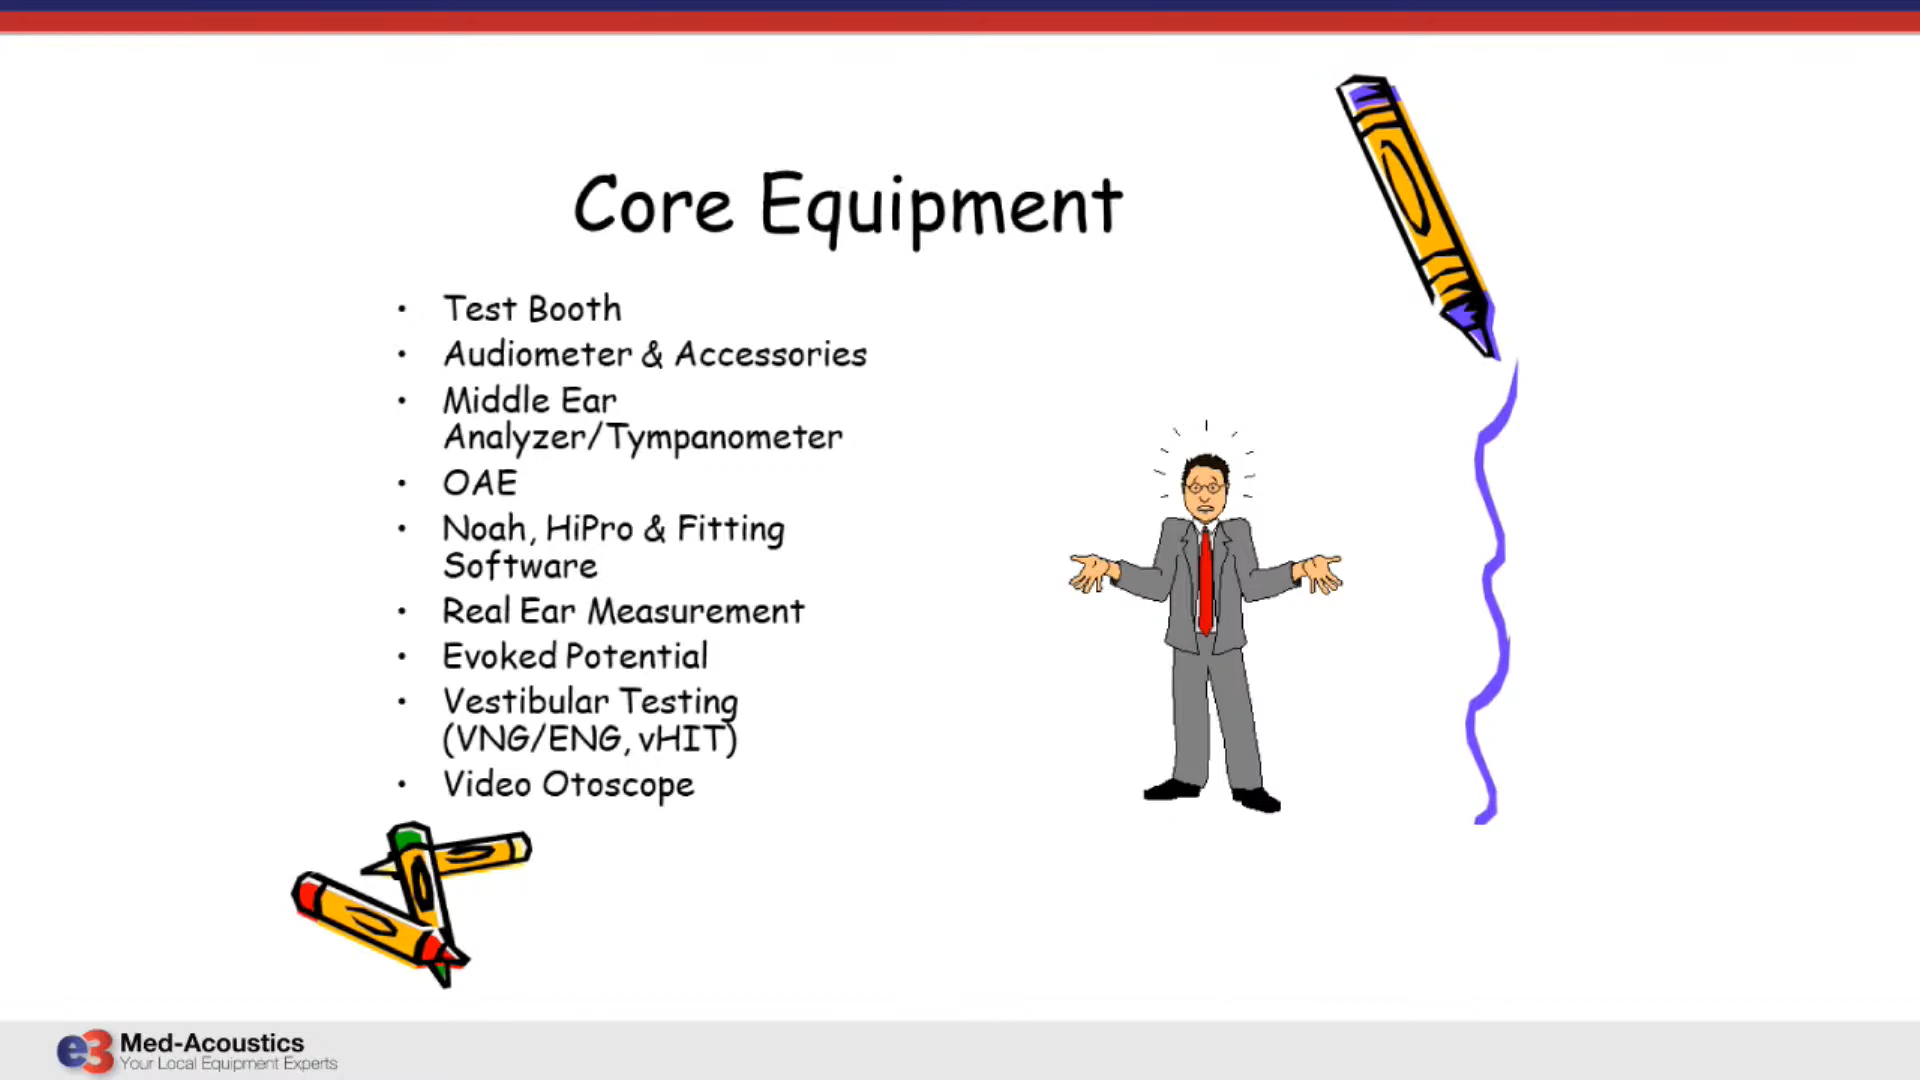 Core Equipment
• Test Booth
• Audiometer & Accessories
• Middle Ear
Analyzer/Tympanometer
• OAE
• Noah, HiPro & Fitting
Software
• Real Ear Measurement
• Evoked Potential
• Vestibular Testing
(VNG/ENG, vHIT)
• Video Otoscope
e3 Med-Acoustics
Your Local Equipment Experts